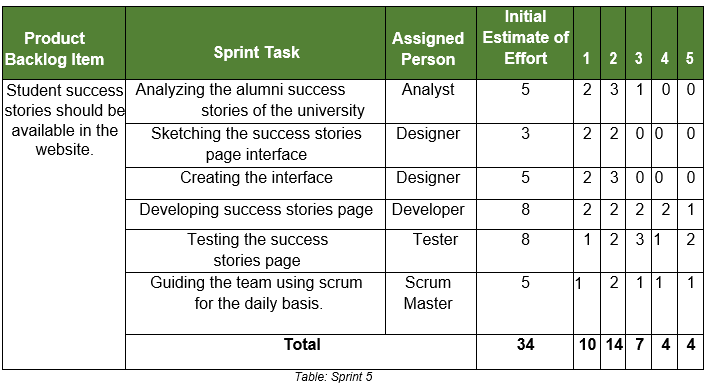 Product Backlog Item | Sprint Task | Assigned Person | Initial Estimate of Effort | 1 | 2 | 3 | 4 | 5
Student success stories should be available in the website. | Analyzing the alumni success stories of the university | Analyst | 5 | 2 | 3 | 1 | 0 | 0
Sketching the success stories page interface | Designer | 3 | 2 | 2 | 0 | 0 | 0
Creating the interface | Designer | 5 | 2 | 3 | 0 | 0 | 0
Developing success stories page | Developer | 8 | 2 | 2 | 2 | 2 | 1
Testing the success stories page | Tester | 8 | 1 | 2 | 3 | 1 | 2
Guiding the team using scrum for the daily basis. | Scrum Master | 5 | 1 | 2 | 1 | 1 | 1
Total | 34 | 10 | 14 | 7 | 4 | 4
Table: Sprint 5